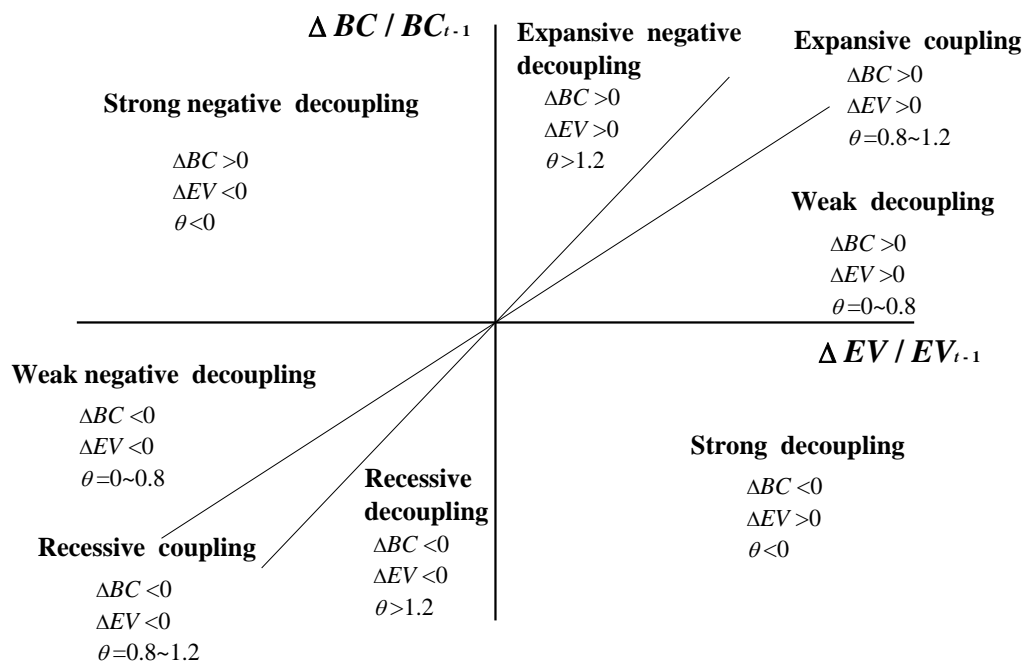 Δ BC / BCt-1
Expansive negative
decoupling
ΔBC >0
ΔEV >0
θ>1.2
Expansive coupling
ΔBC >0
ΔEV >0
θ=0.8~1.2
Strong negative decoupling
ΔBC >0
ΔEV <0
θ<0
Weak decoupling
ΔBC >0
ΔEV >0
θ=0~0.8
Δ EV / EVt-1
Weak negative decoupling
ΔBC <0
ΔEV <0
θ=0~0.8
Strong decoupling
ΔBC <0
ΔEV >0
θ<0
Recessive
decoupling
ΔBC <0
ΔEV <0
θ>1.2
Recessive coupling
ΔBC <0
ΔEV <0
θ=0.8~1.2